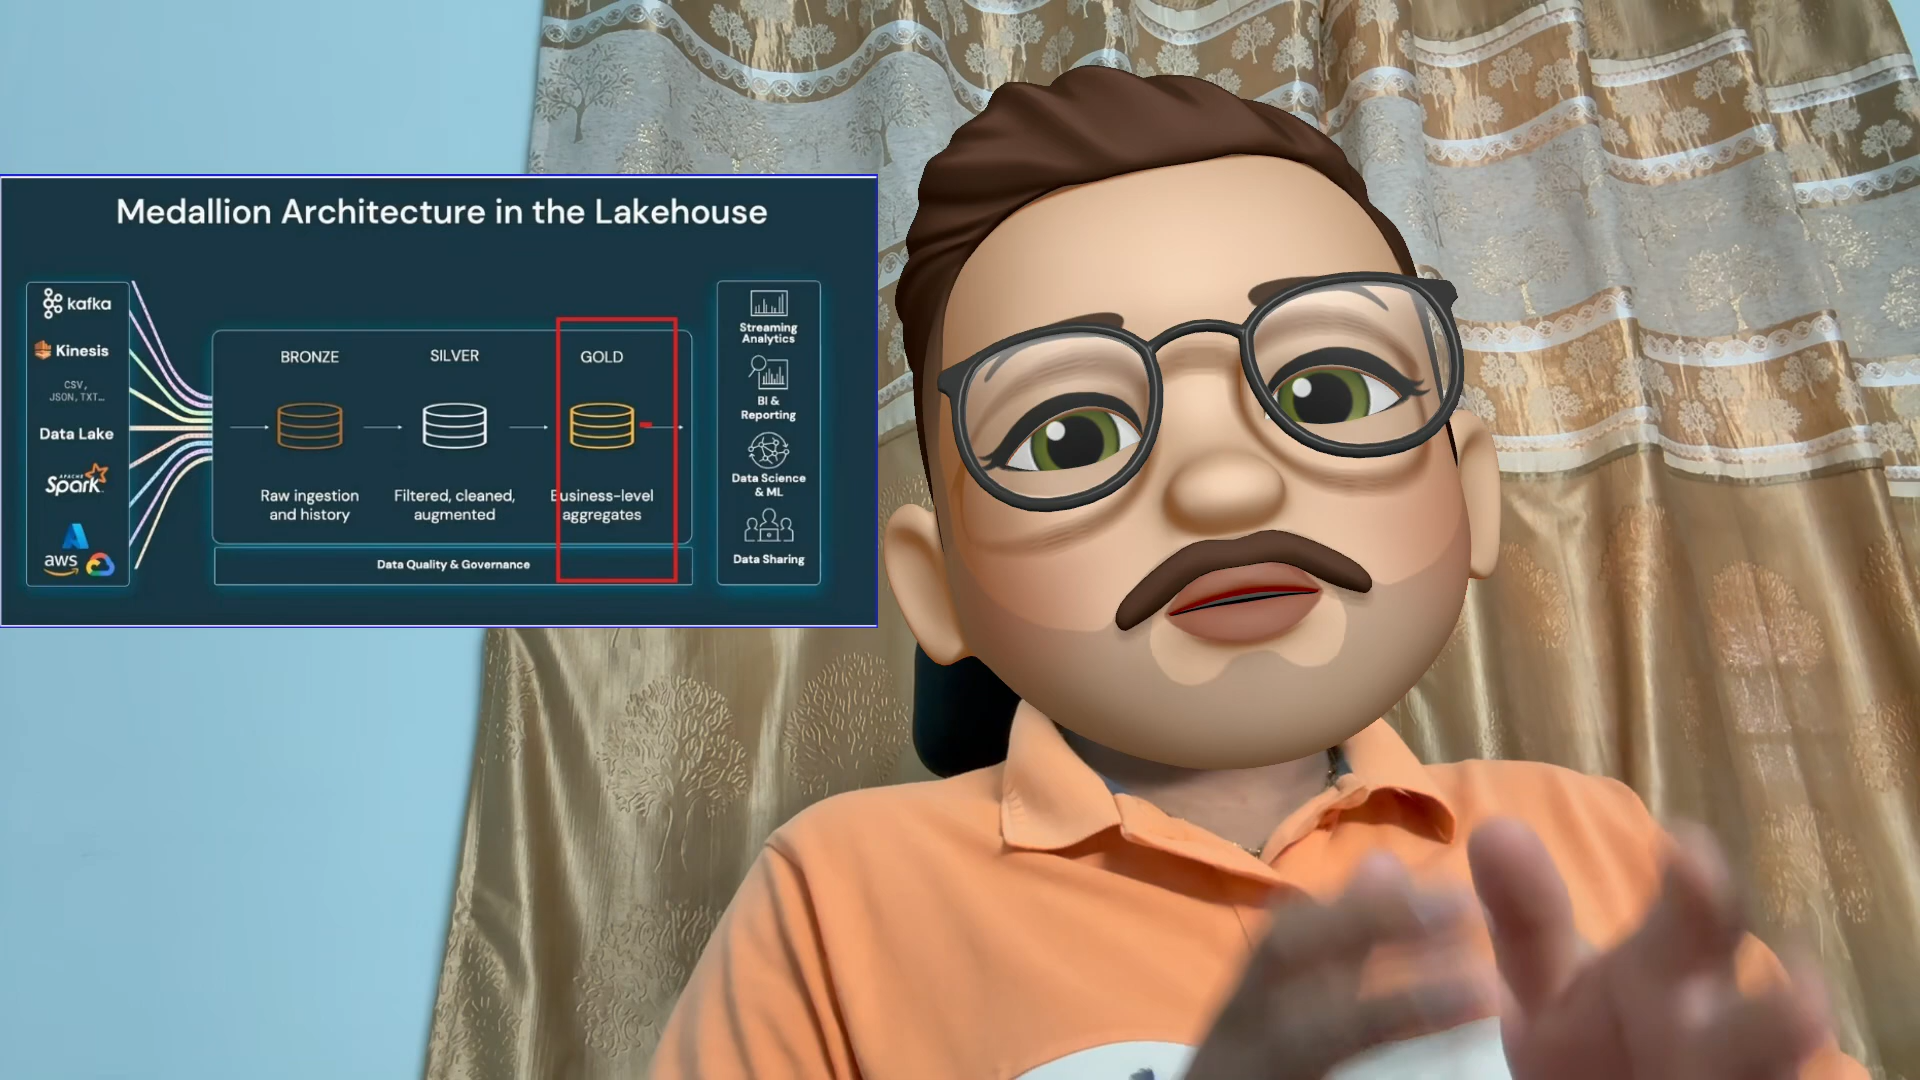 Medallion Architecture in the Lakehouse
kafka
Kinesis
CSV,
JSON, TXT...
Data Lake
APACHE
Spark
aws
BRONZE
Raw ingestion
and history
SILVER
Filtered, cleaned,
augmented
GOLD
Business-level
aggregates
Data Quality & Governance
Streaming
Analytics
BI &
Reporting
Data Science
& ML
Data Sharing